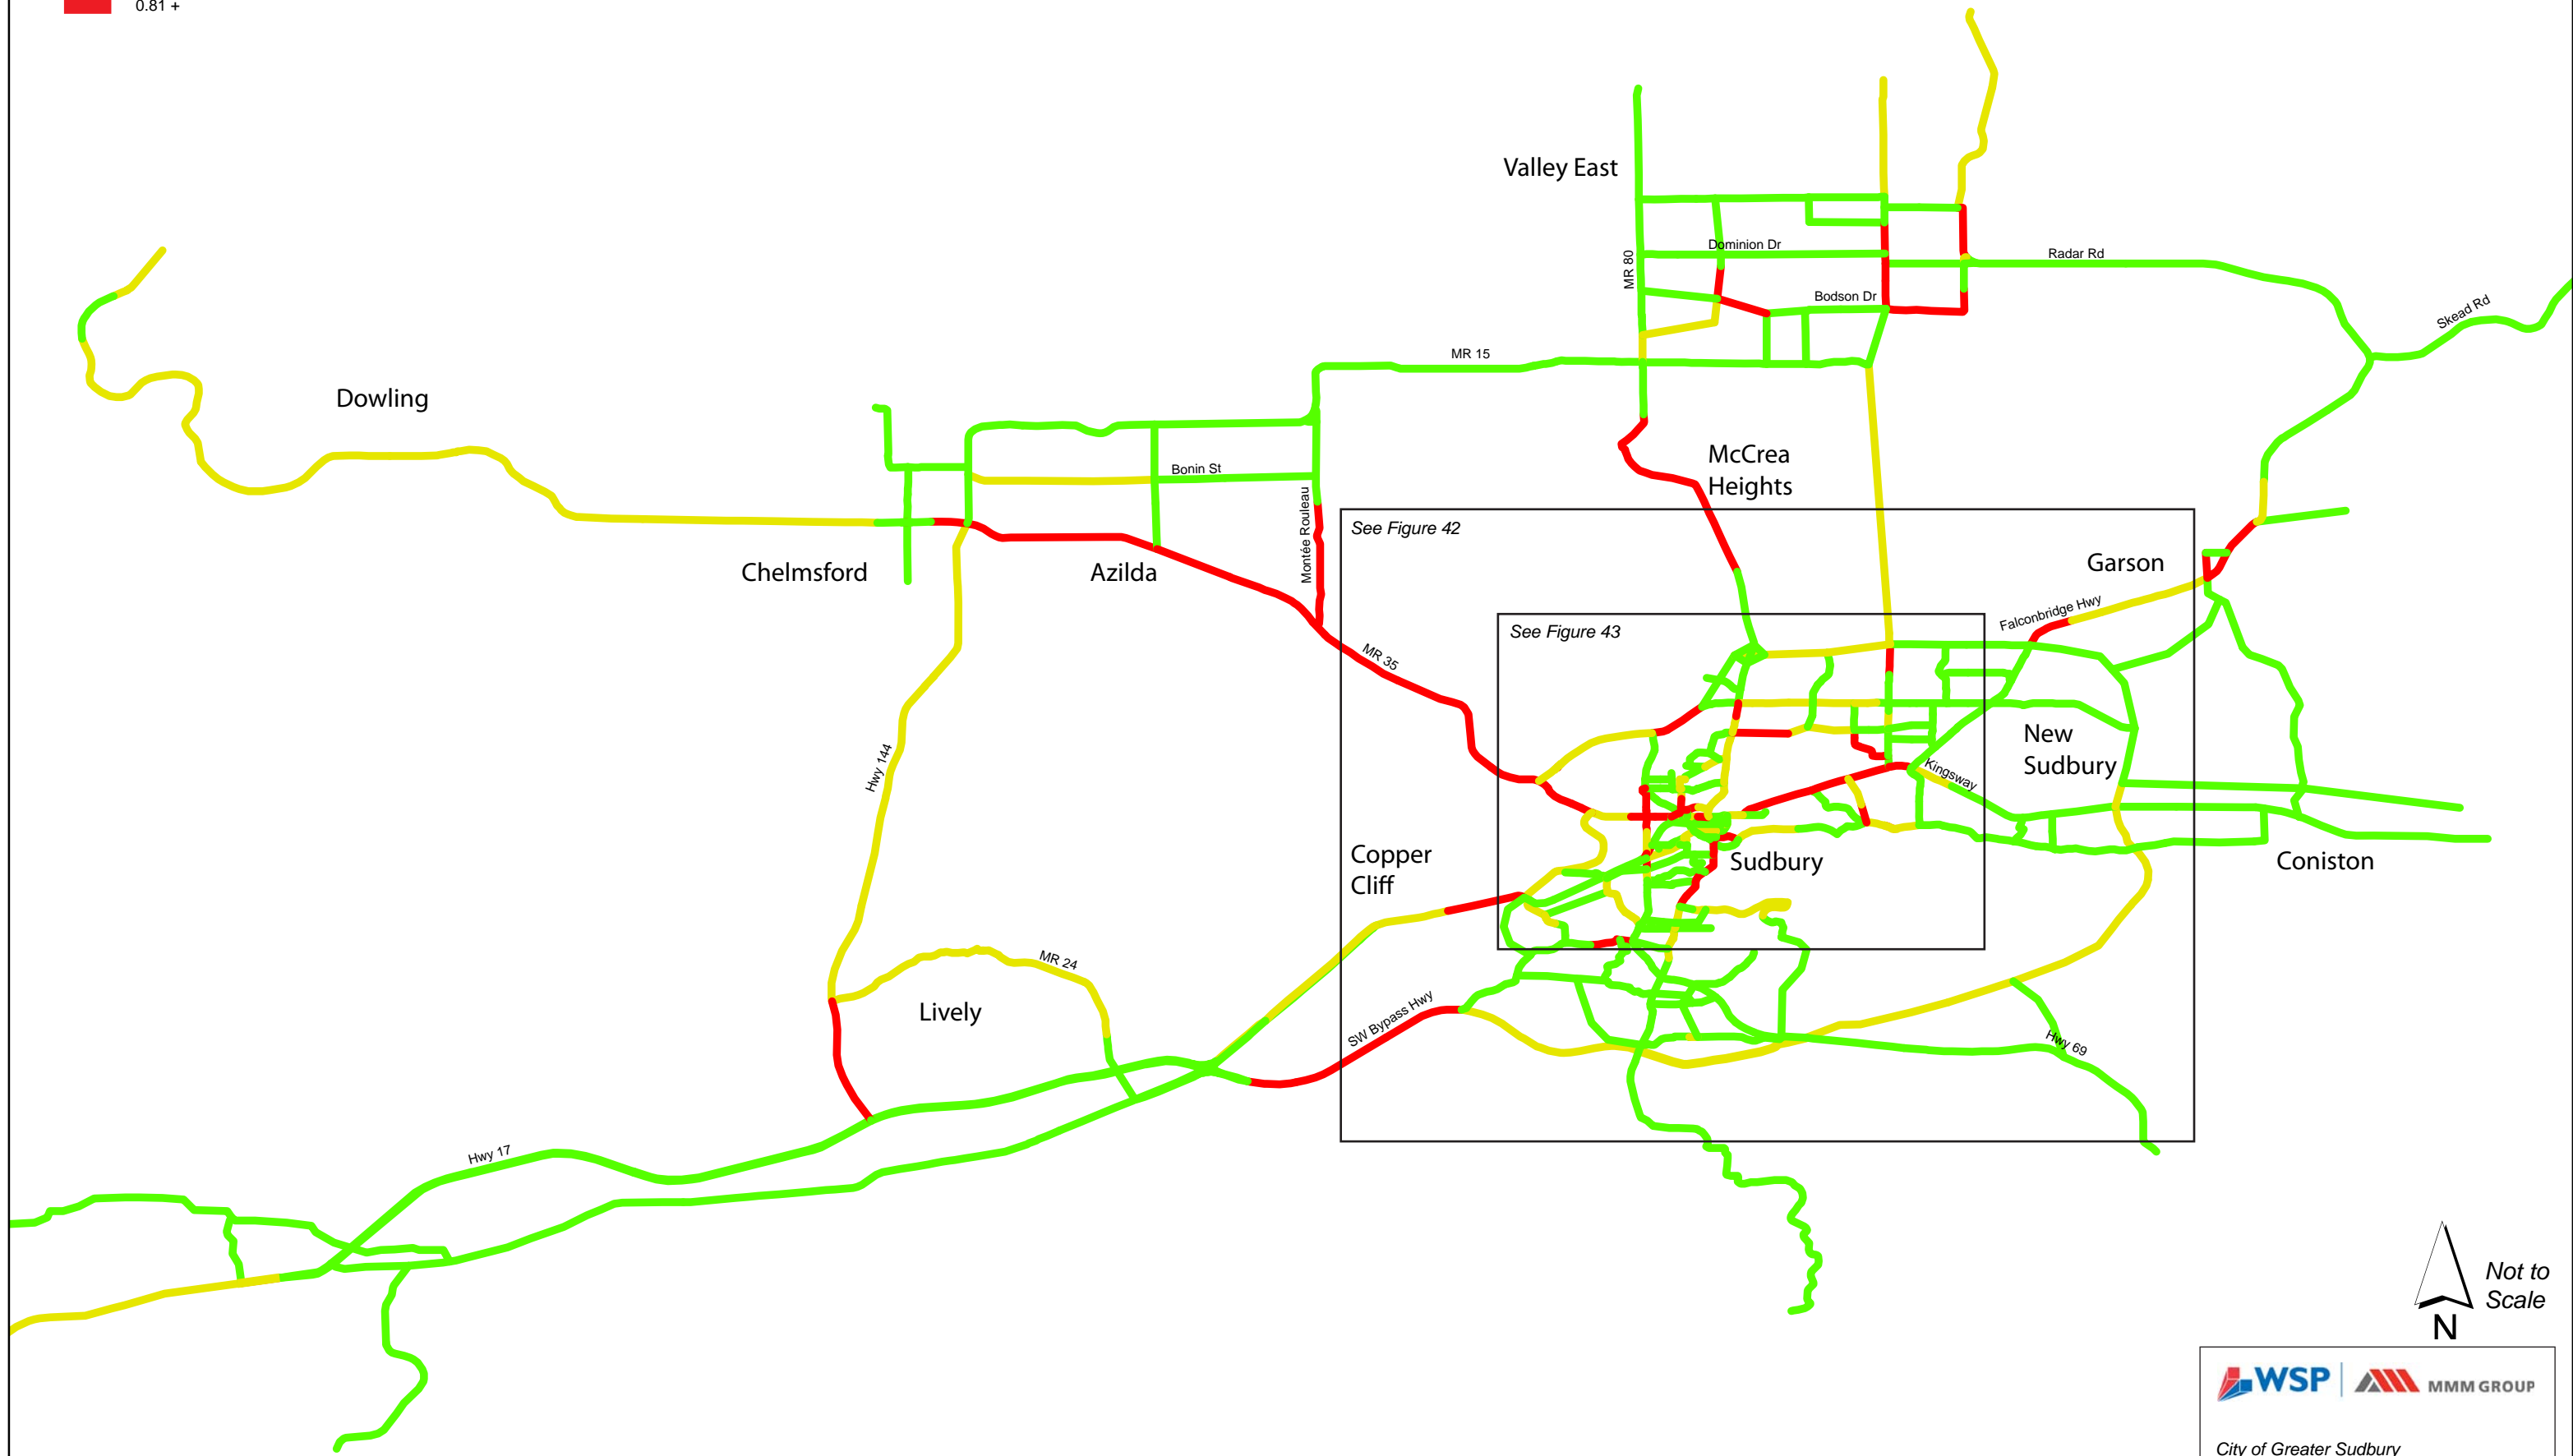 0.81 +
Valley East
Dominion Dr
MR 80
Radar Rd
Bodson Dr
Skead Rd
MR 15
Dowling
McCrea
Heights
Bonin St
Montée Rouleau
See Figure 42
Chelmsford
Azilda
Garson
Falconbridge Hwy
See Figure 43
MR 35
New
Sudbury
Hwy 144
Kingsway
Copper
Cliff
Sudbury
Coniston
MR 24
Lively
SW Bypass Hwy
Hwy 69
Hwy 17
Not to
Scale
N
WSP
MMM GROUP
City of Greater Sudbury